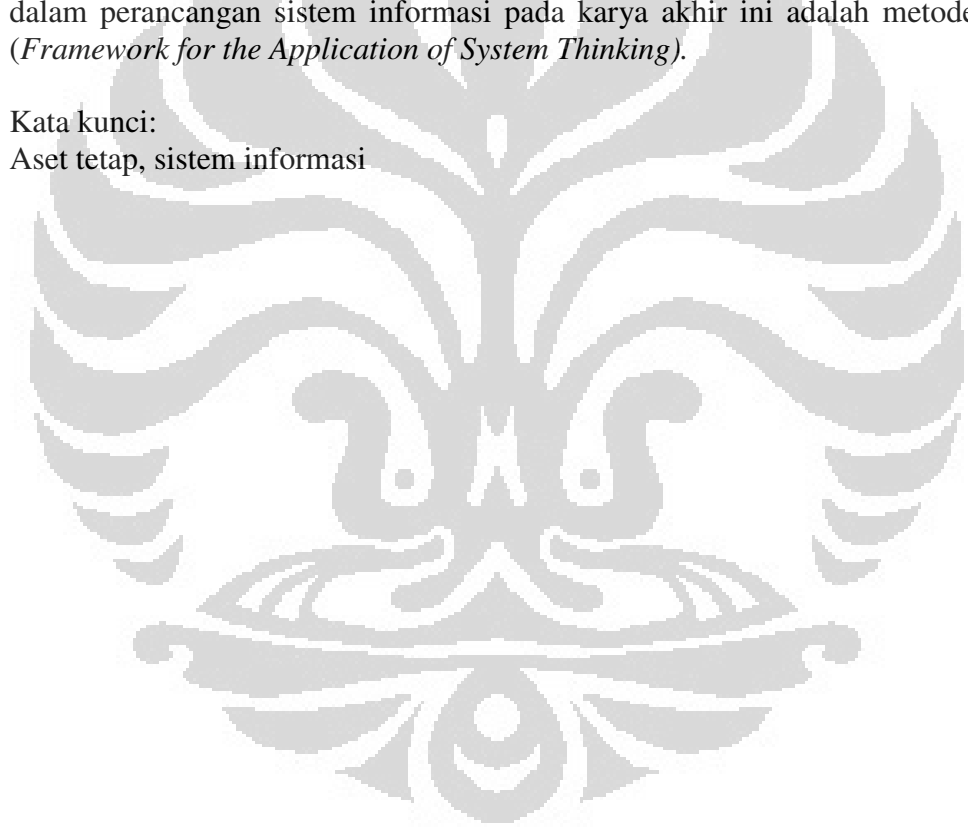 dalam perancangan sistem informasi pada karya akhir ini adalah metode
(Framework for the Application of System Thinking).
Kata kunci:
Aset tetap, sistem informasi